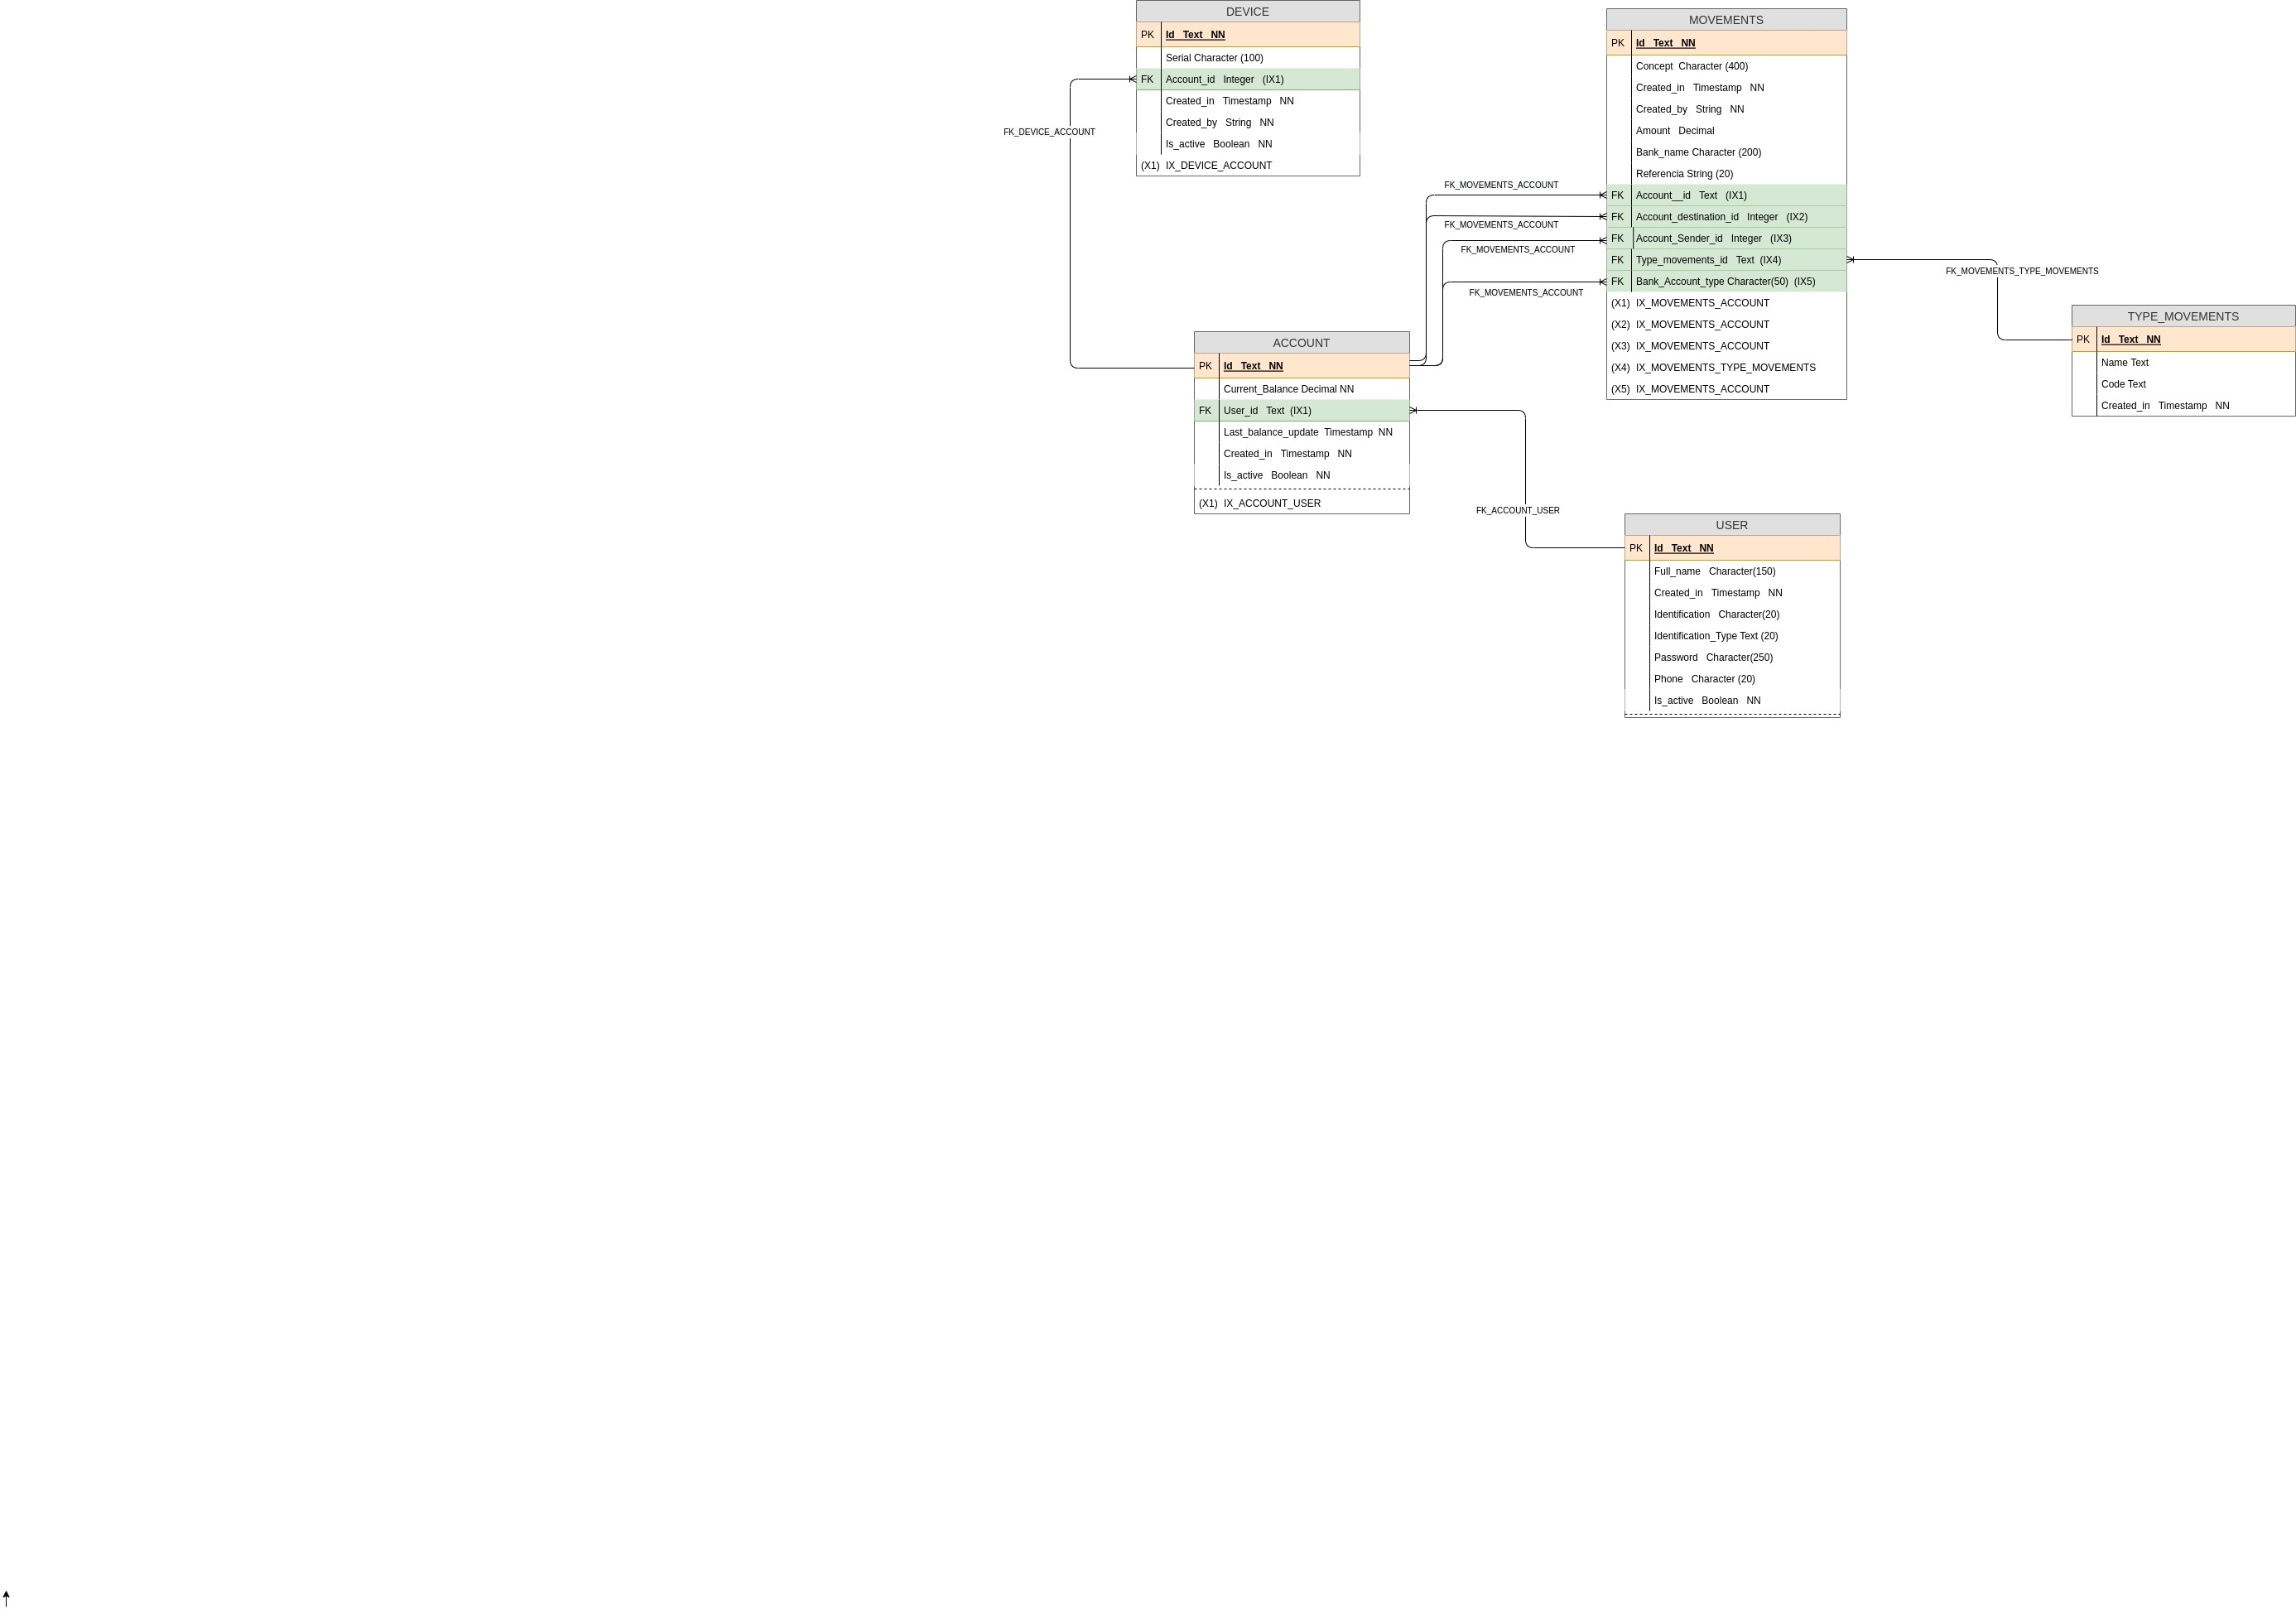 DEVICE
PK Id Text NN
Serial Character (100)
FK Account_id Integer (IX1)
Created_in Timestamp NN
Created_by String NN
Is_active Boolean NN
(X1) IX_DEVICE_ACCOUNT
FK_DEVICE_ACCOUNT
MOVEMENTS
PK Id Text NN
Concept Character (400)
Created_in Timestamp NN
Created_by String NN
Amount Decimal
Bank_name Character (200)
Referencia String (20)
FK Account__id Text (IX1)
FK Account_destination_id Integer (IX2)
FK Account_Sender_id Integer (IX3)
FK Type_movements_id Text (IX4)
FK Bank_Account_type Character(50) (IX5)
(X1) IX_MOVEMENTS_ACCOUNT
(X2) IX_MOVEMENTS_ACCOUNT
(X3) IX_MOVEMENTS_ACCOUNT
(X4) IX_MOVEMENTS_TYPE_MOVEMENTS
(X5) IX_MOVEMENTS_ACCOUNT
FK_MOVEMENTS_ACCOUNT
FK_MOVEMENTS_ACCOUNT
FK_MOVEMENTS_ACCOUNT
FK_MOVEMENTS_ACCOUNT
FK_MOVEMENTS_TYPE_MOVEMENTS
TYPE_MOVEMENTS
PK Id Text NN
Name Text
Code Text
Created_in Timestamp NN
ACCOUNT
PK Id Text NN
Current_Balance Decimal NN
FK User_id Text (IX1)
Last_balance_update Timestamp NN
Created_in Timestamp NN
Is_active Boolean NN
(X1) IX_ACCOUNT_USER
FK_ACCOUNT_USER
USER
PK Id Text NN
Full_name Character(150)
Created_in Timestamp NN
Identification Character(20)
Identification_Type Text (20)
Password Character(250)
Phone Character (20)
Is_active Boolean NN